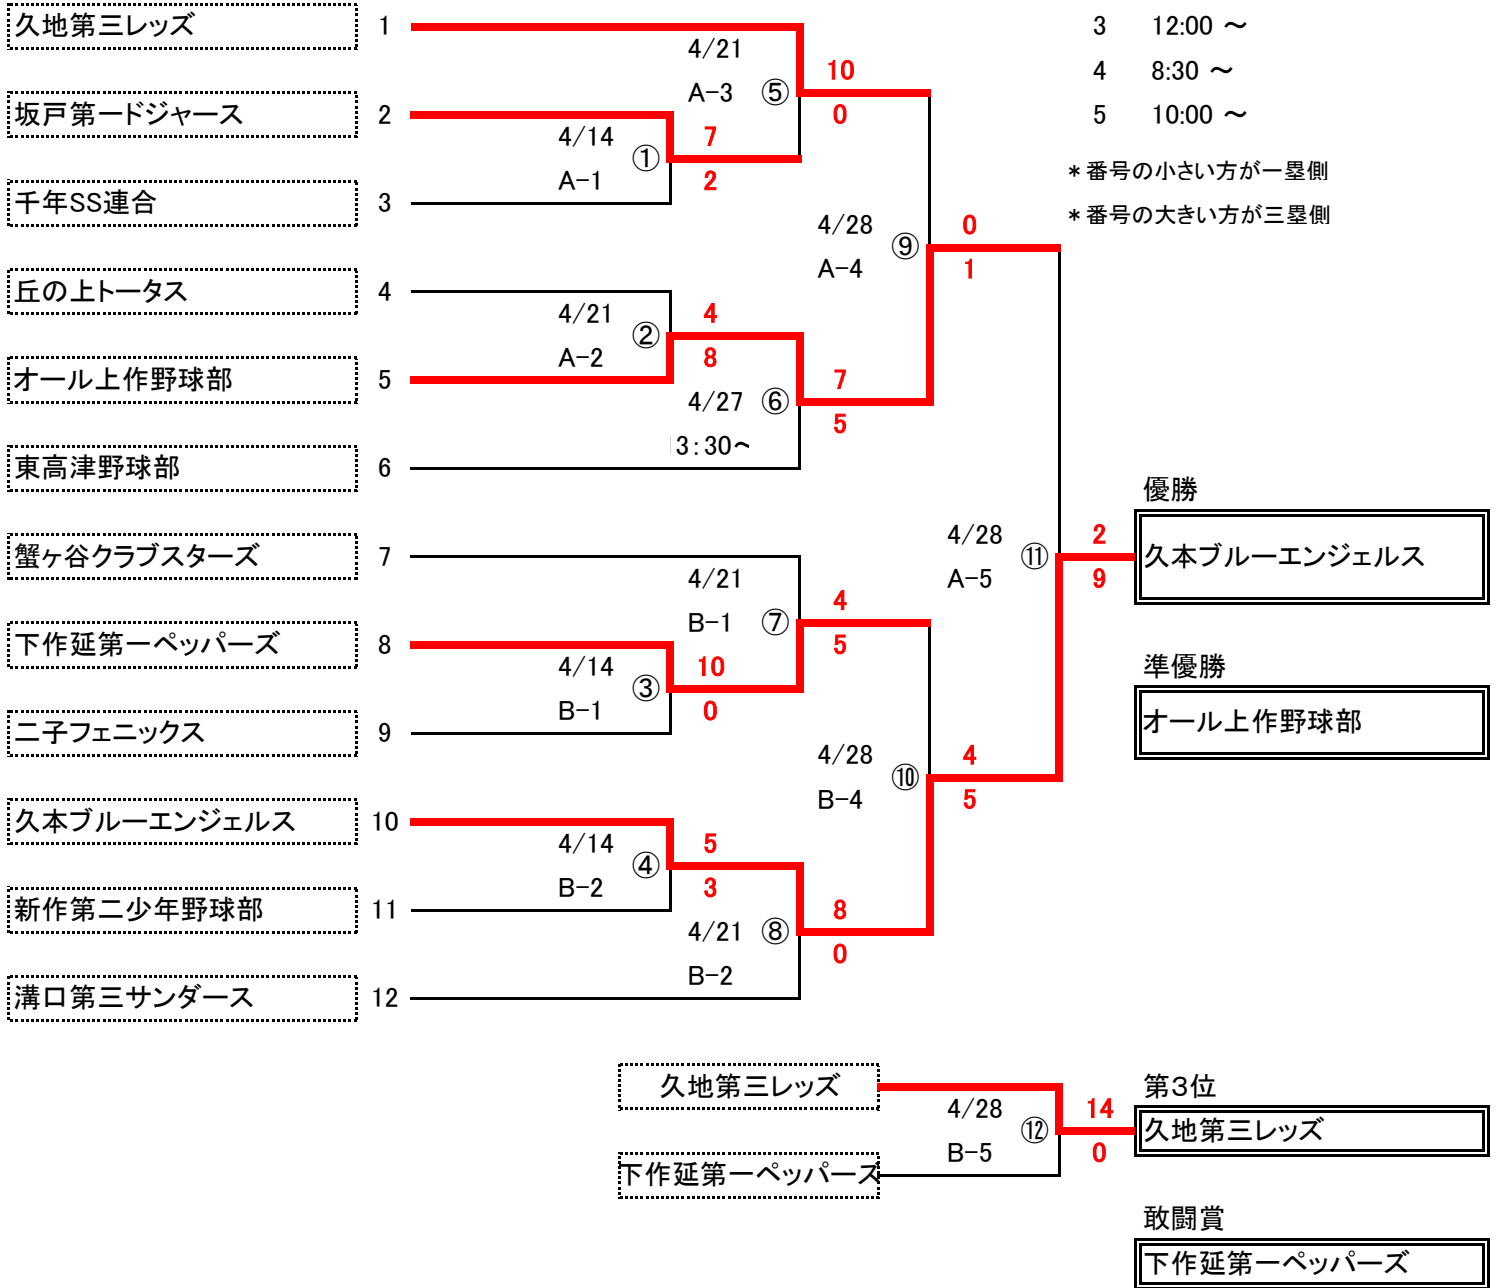 久地第三レッズ 1
3 12:00 ～
4/21
10
4 8:30 ～
A-3 ⑤
坂戸第一ドジャース 2
0
5 10:00 ～
4/14
7
①
A-1
2
＊番号の小さい方が一塁側
千年SS連合 3
＊番号の大きい方が三塁側
4/28
0
⑨
A-4
1
丘の上トータス 4
4/21
4
②
A-2
8
オール上作野球部 5
7
4/27 ⑥
5
3:30～
東高津野球部 6
優勝
蟹ヶ谷クラブスターズ 7
4/28
2
⑪
久本ブルーエンジェルス
A-5
9
4/21
4
B-1 ⑦
下作延第一ペッパーズ 8
5
4/14
10
準優勝
③
B-1
0
オール上作野球部
二子フェニックス 9
4/28
4
⑩
B-4
5
久本ブルーエンジェルス 10
4/14
5
④
B-2
3
新作第二少年野球部 11
8
4/21 ⑧
0
B-2
溝口第三サンダース 12
久地第三レッズ
第3位
4/28
14
⑫
久地第三レッズ
B-5
0
下作延第一ペッパーズ
敢闘賞
下作延第一ペッパーズ